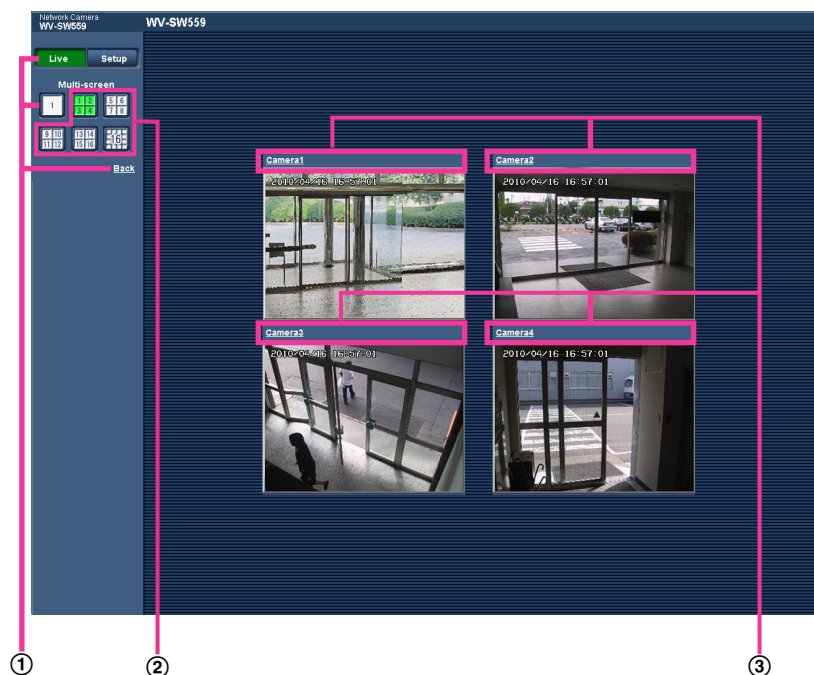 Network Camera
WV-SW559
WV-SW559
Live
Setup
Multi-screen
1
1 2
3 4
5 6
7 8
9 10
11 12
13 14
15 16
16
Back
Camera1
2010/04/16 16:57:01
Camera2
2010/04/16 16:57:01
Camera3
2010/04/16 16:57:01
Camera4
2010/04/16 16:57:01
① ② ③